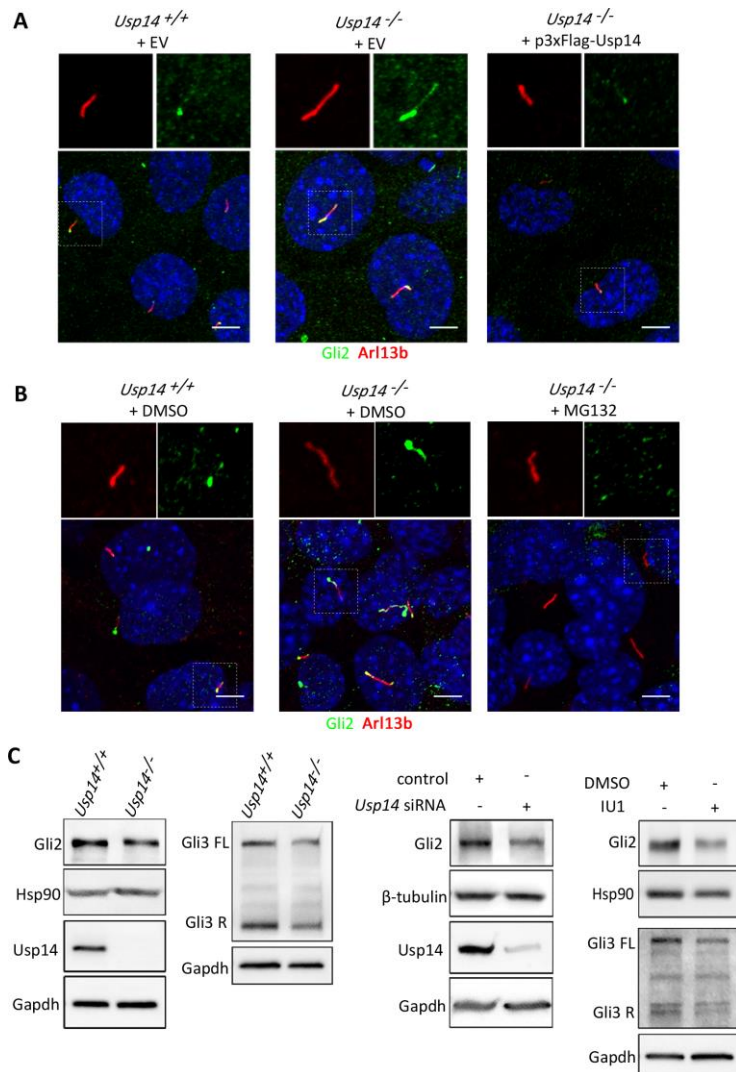 A
Usp14 +/+
+ EV
Usp14 -/-
+ EV
Usp14 -/-
+ p3xFlag-Usp14
Gli2 Arl13b
B
Usp14 +/+
+ DMSO
Usp14 -/-
+ DMSO
Usp14 -/-
+ MG132
Gli2 Arl13b
C
Usp14+/+
Usp14-/-
Gli2
Hsp90
Usp14
Gapdh
Usp14+/+
Usp14-/-
Gli3 FL
Gli3 R
Gapdh
control + -
Usp14 siRNA - +
Gli2
β-tubulin
Usp14
Gapdh
DMSO + -
IU1 - +
Gli2
Hsp90
Gli3 FL
Gli3 R
Gapdh